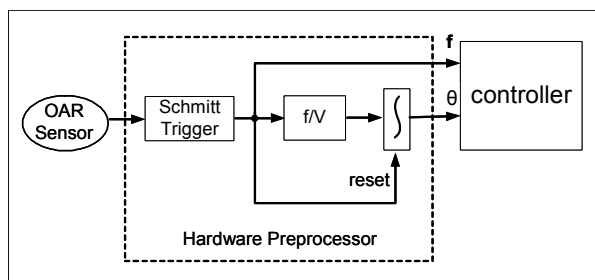 OAR
Sensor
Schmitt
Trigger
f/V
∫
reset
f
θ
controller
Hardware Preprocessor